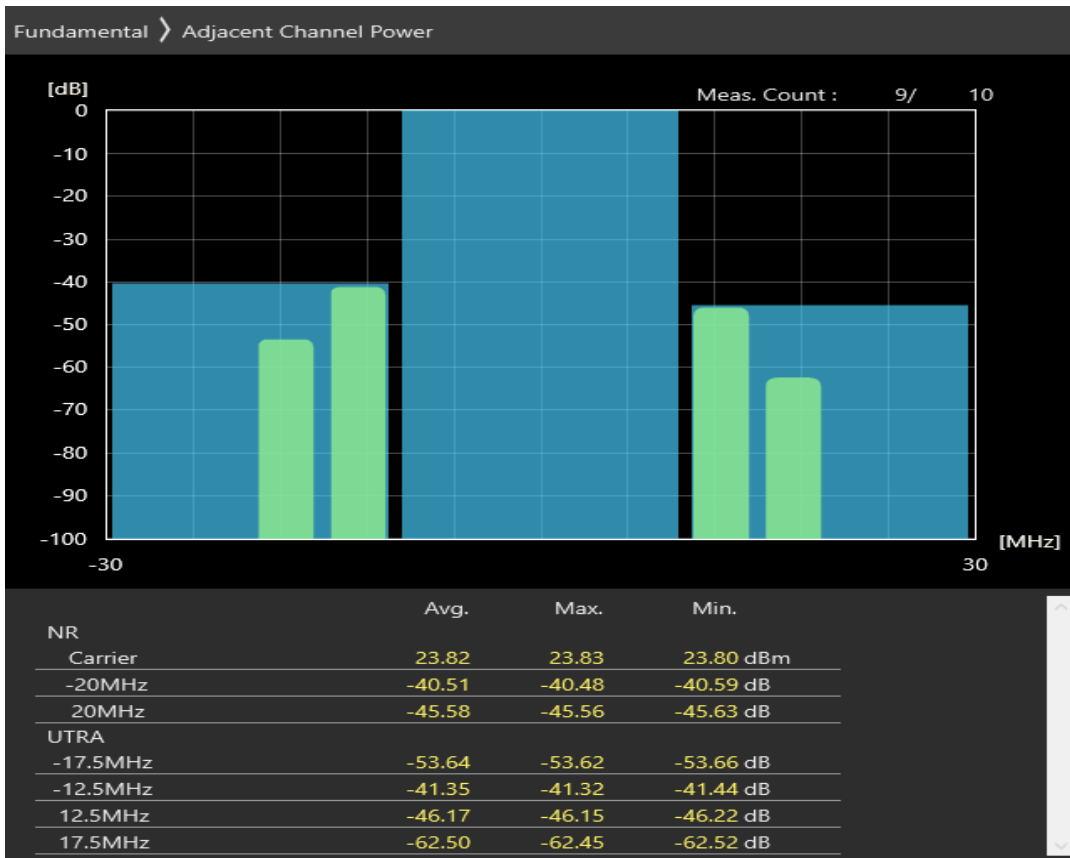 Fundamental 〉 Adjacent Channel Power
[dB]
Meas. Count : 9/ 10
0
-10
-20
-30
-40
-50
-60
-70
-80
-90
-100
[MHz]
-30 30
Avg. Max. Min.
NR
Carrier 23.82 23.83 23.80 dBm
-20MHz -40.51 -40.48 -40.59 dB
20MHz -45.58 -45.56 -45.63 dB
UTRA
-17.5MHz -53.64 -53.62 -53.66 dB
-12.5MHz -41.35 -41.32 -41.44 dB
12.5MHz -46.17 -46.15 -46.22 dB
17.5MHz -62.50 -62.45 -62.52 dB